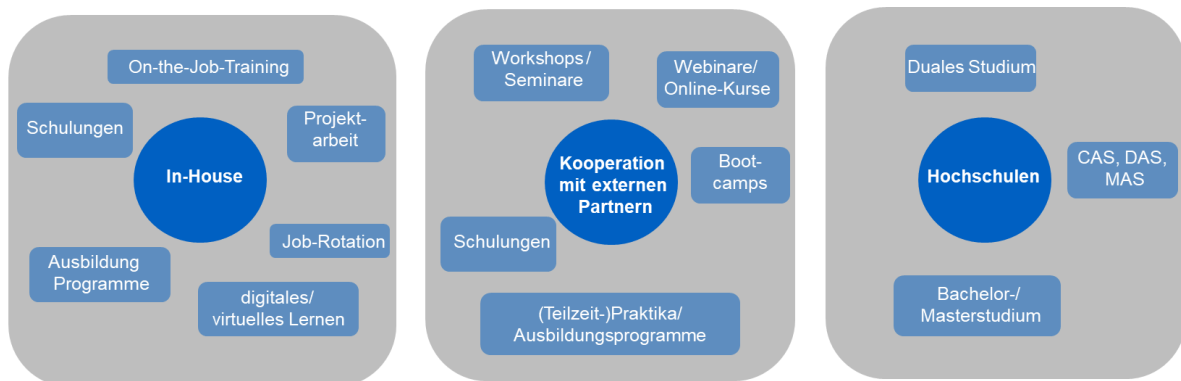 On-the-Job-Training
Schulungen
Projekt-
arbeit
In-House
Job-Rotation
Ausbildung
Programme
digitales/
virtuelles Lernen
Workshops/
Seminare
Webinare/
Online-Kurse
Kooperation
mit externen
Partnern
Boot-
camps
Schulungen
(Teilzeit-)Praktika/
Ausbildungsprogramme
Duales Studium
Hochschulen
CAS, DAS,
MAS
Bachelor-/
Masterstudium